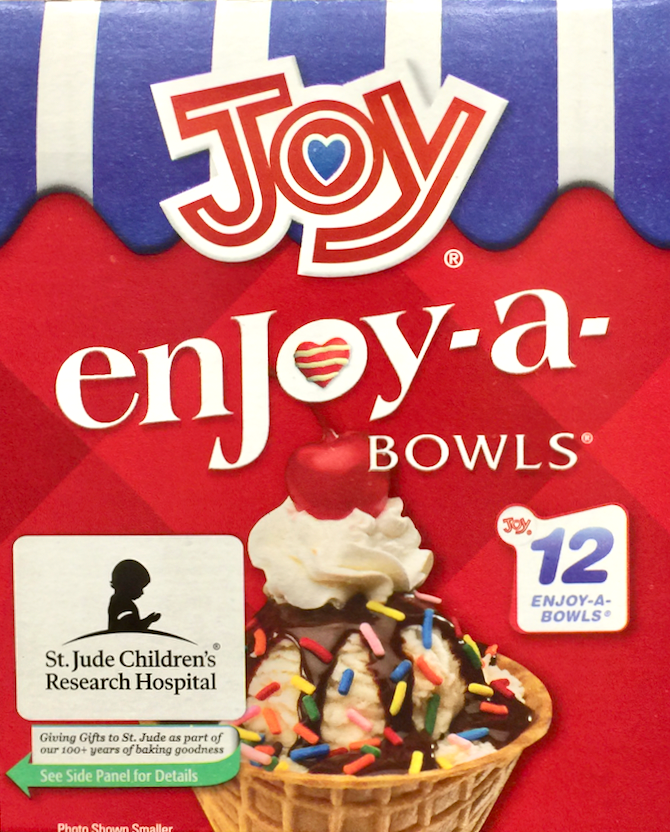 JOY
®
enjoy-a-
BOWLS®
JOY®
12
ENJOY-A-
BOWLS®
St. Jude Children's®
Research Hospital
Giving Gifts to St. Jude as part of
our 100+ years of baking goodness
See Side Panel for Details
Photo Shown Smaller